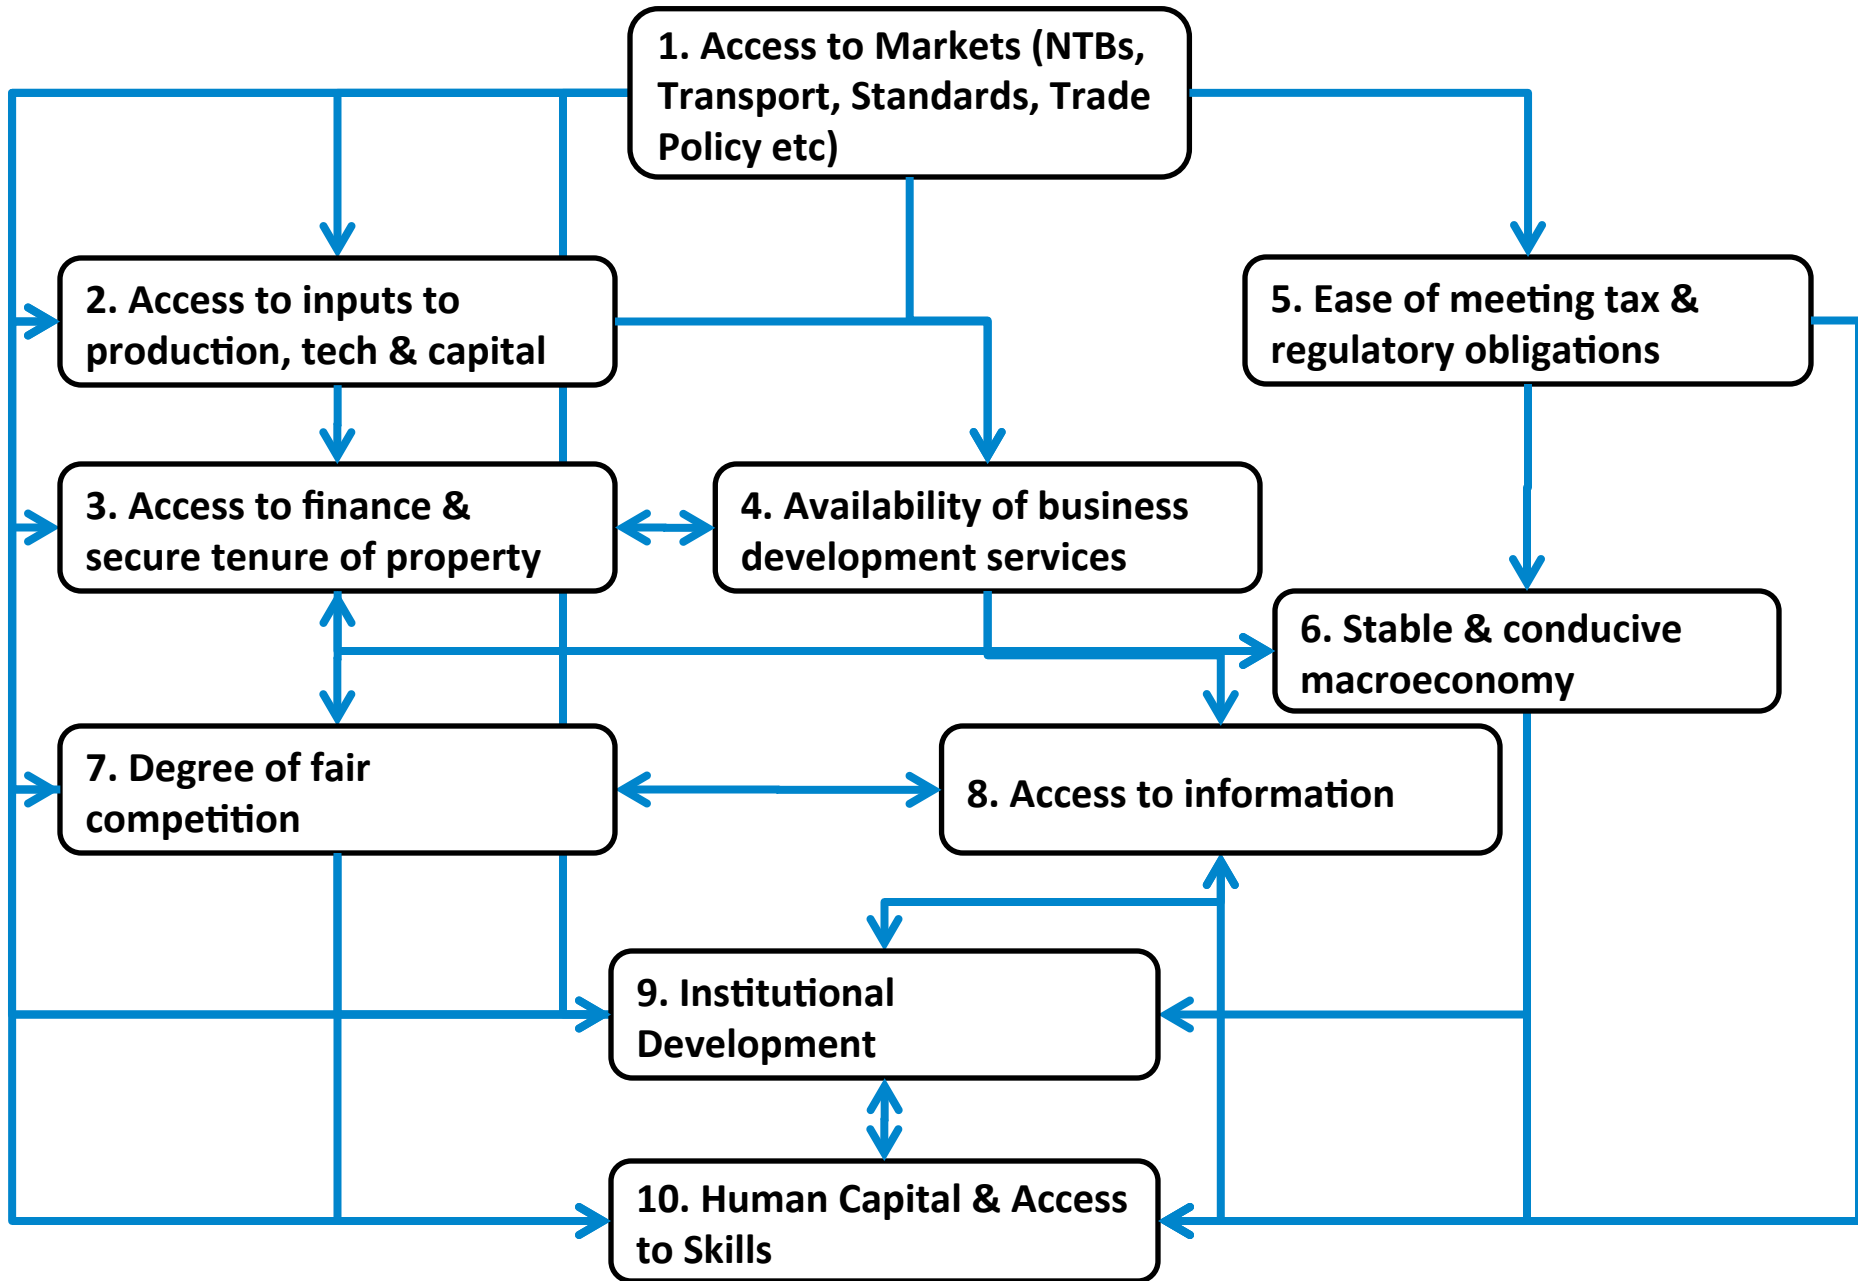 1. Access to Markets (NTBs,
Transport, Standards, Trade
Policy etc)
2. Access to inputs to
production, tech & capital
5. Ease of meeting tax &
regulatory obligations
3. Access to finance &
secure tenure of property
4. Availability of business
development services
6. Stable & conducive
macroeconomy
7. Degree of fair
competition
8. Access to information
9. Institutional
Development
10. Human Capital & Access
to Skills